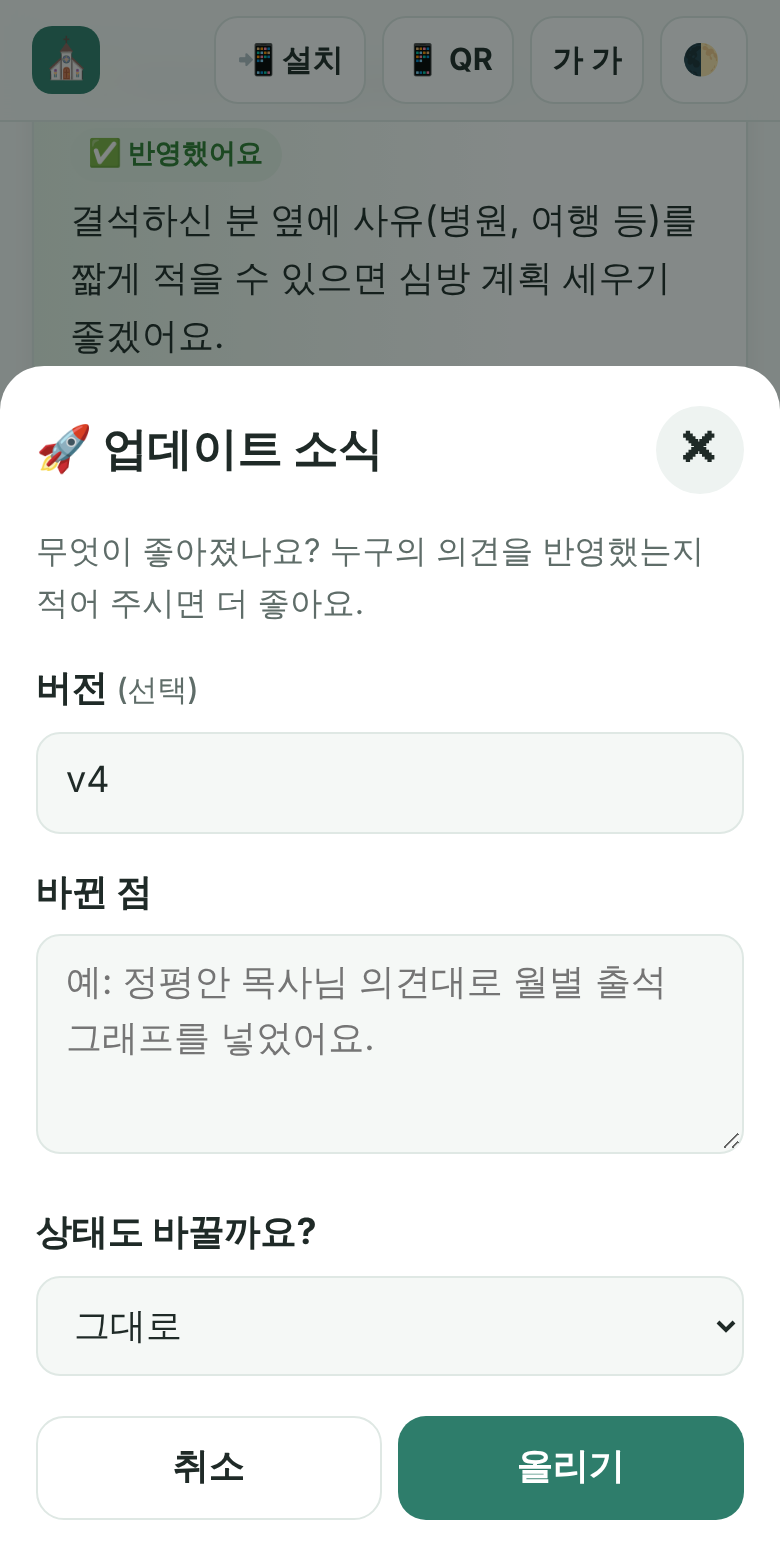 📲 설치
📱 QR
가 가
✅ 반영했어요
결석하신 분 옆에 사유(병원, 여행 등)를
짧게 적을 수 있으면 심방 계획 세우기
좋겠어요.
🚀 업데이트 소식
무엇이 좋아졌나요? 누구의 의견을 반영했는지
적어 주시면 더 좋아요.
버전 (선택)
v4
바뀐 점
예: 정평안 목사님 의견대로 월별 출석
그래프를 넣었어요.
상태도 바꿀까요?
그대로
취소
올리기